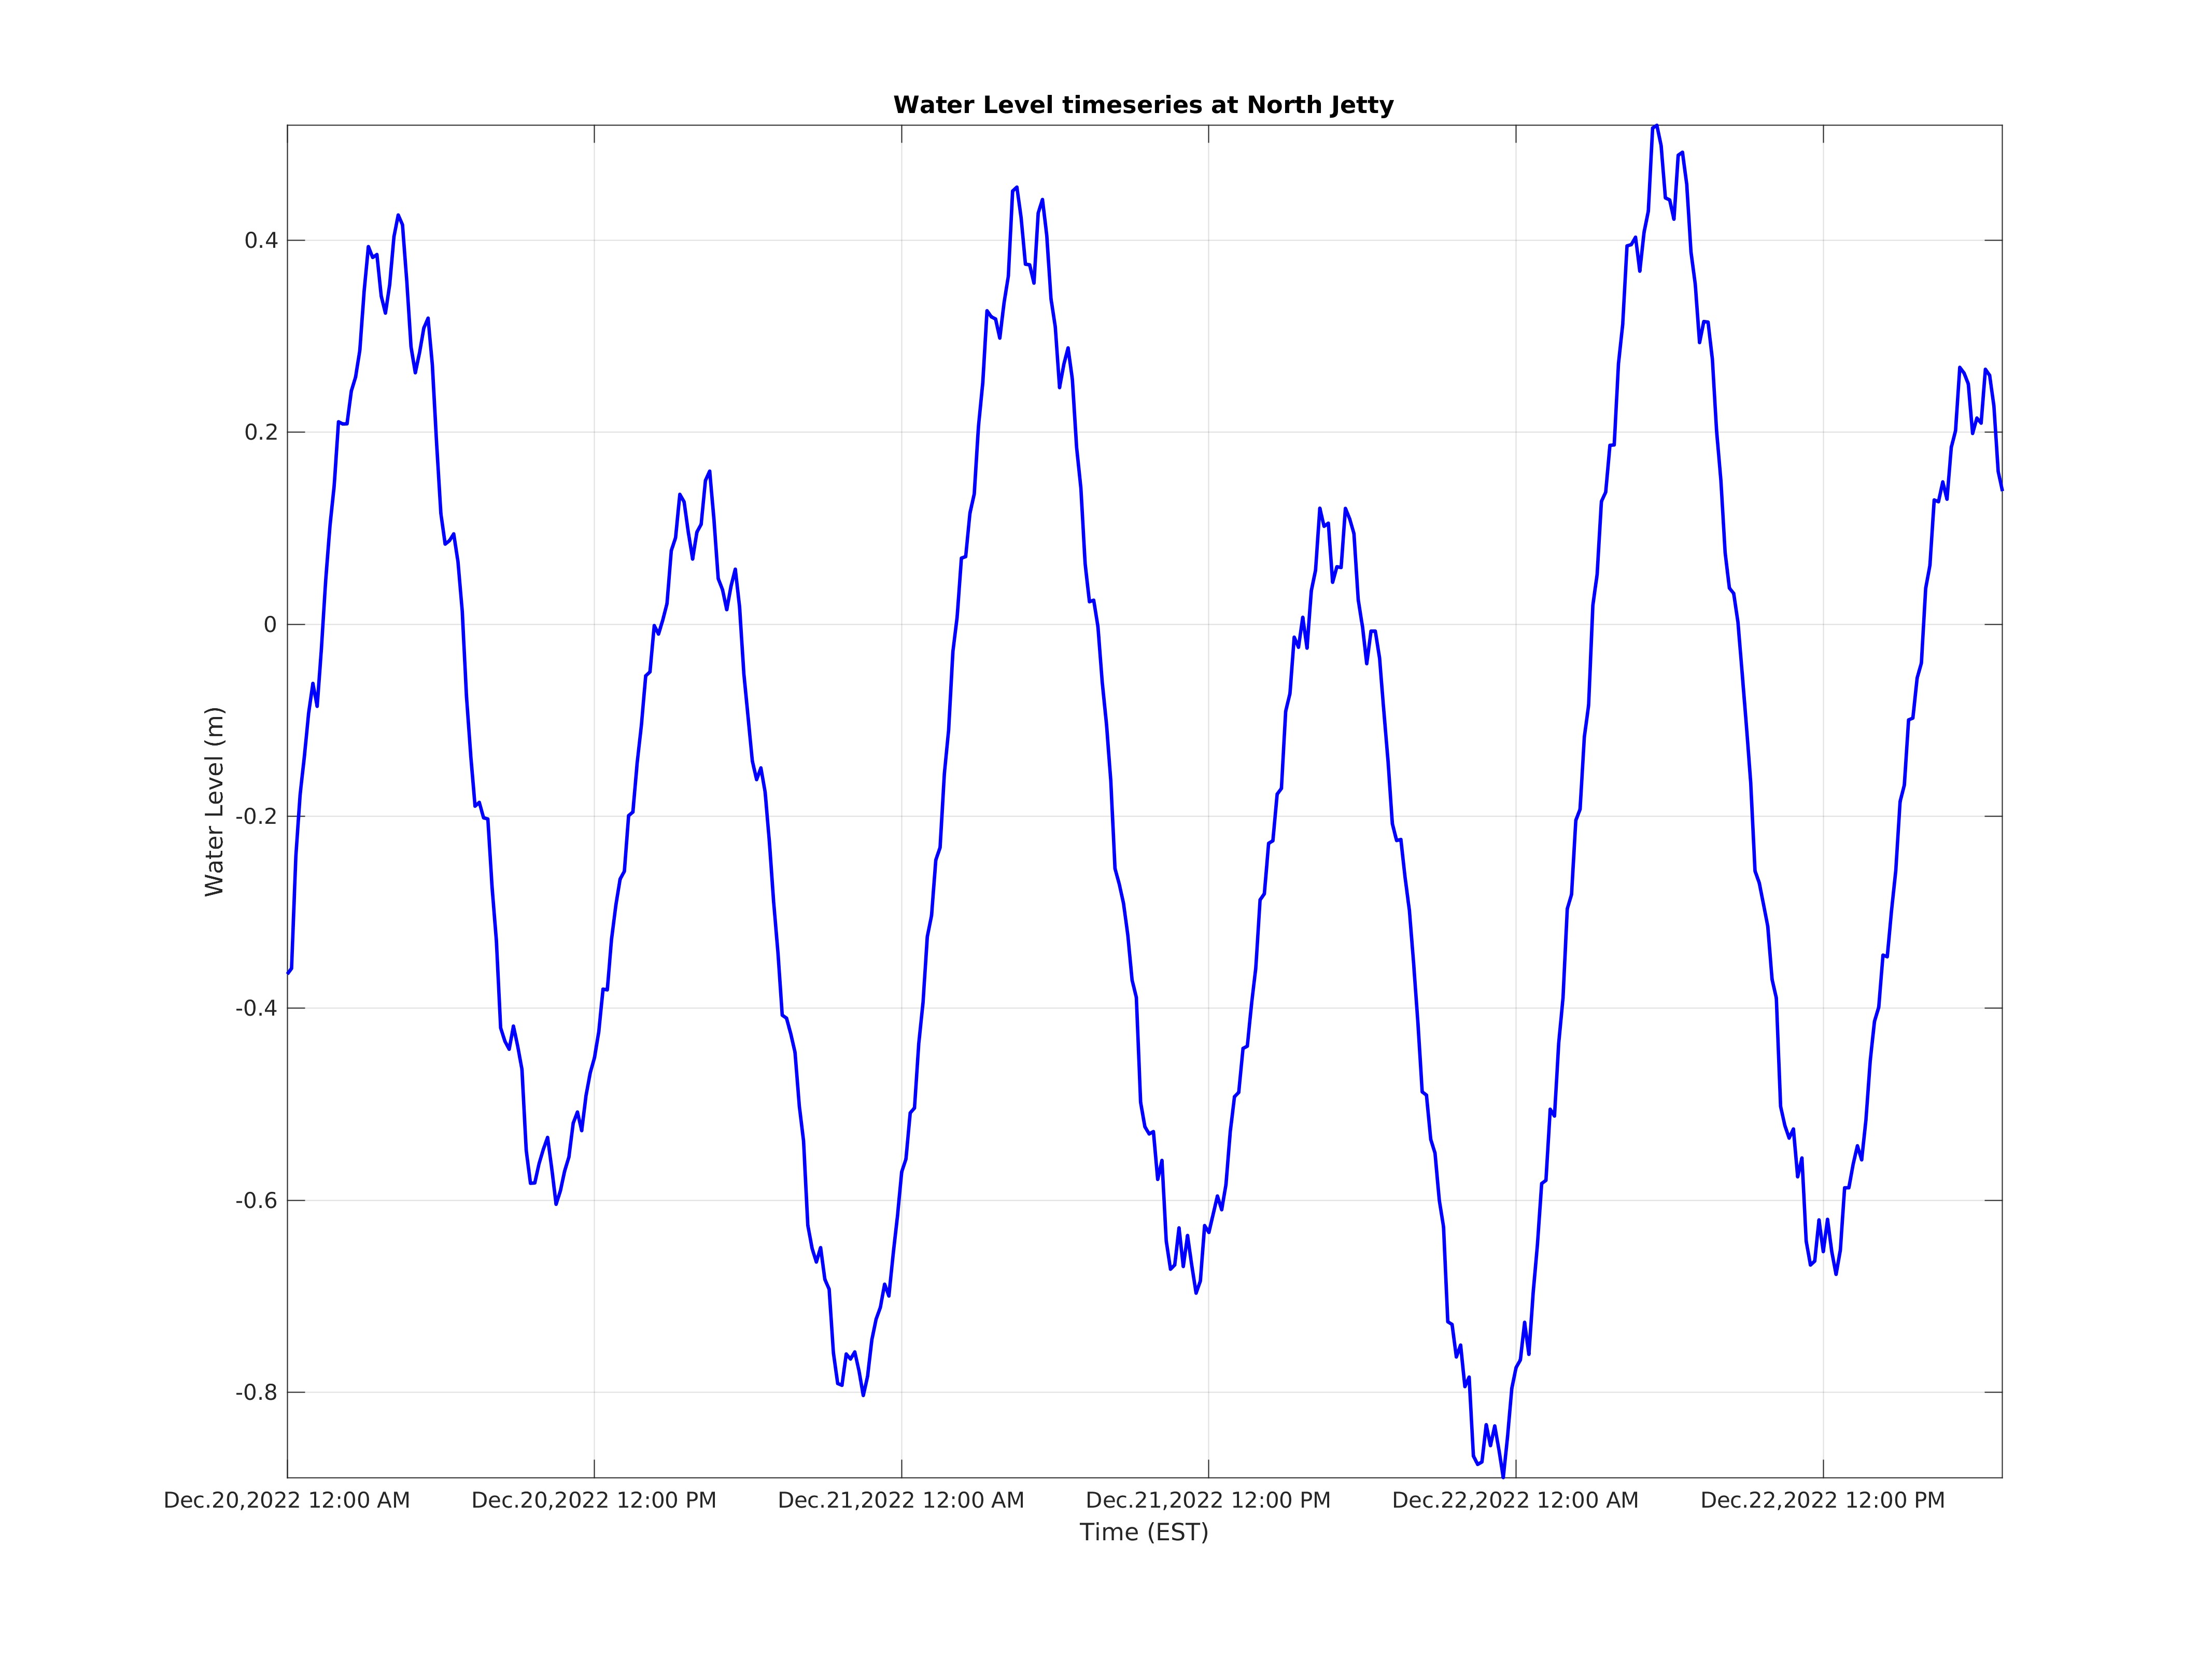 Water Level timeseries at North Jetty
0.4
0.2
0
-0.2
-0.4
-0.6
-0.8
Water Level (m)
Dec.20,2022 12:00 AM
Dec.20,2022 12:00 PM
Dec.21,2022 12:00 AM
Dec.21,2022 12:00 PM
Dec.22,2022 12:00 AM
Dec.22,2022 12:00 PM
Time (EST)